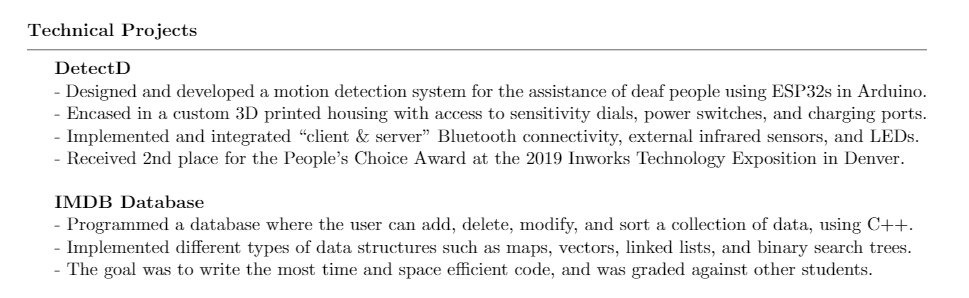 Technical Projects
DetectD
- Designed and developed a motion detection system for the assistance of deaf people using ESP32s in Arduino.
- Encased in a custom 3D printed housing with access to sensitivity dials, power switches, and charging ports.
- Implemented and integrated “client & server” Bluetooth connectivity, external infrared sensors, and LEDs.
- Received 2nd place for the People’s Choice Award at the 2019 Inworks Technology Exposition in Denver.
IMDB Database
- Programmed a database where the user can add, delete, modify, and sort a collection of data, using C++.
- Implemented different types of data structures such as maps, vectors, linked lists, and binary search trees.
- The goal was to write the most time and space efficient code, and was graded against other students.